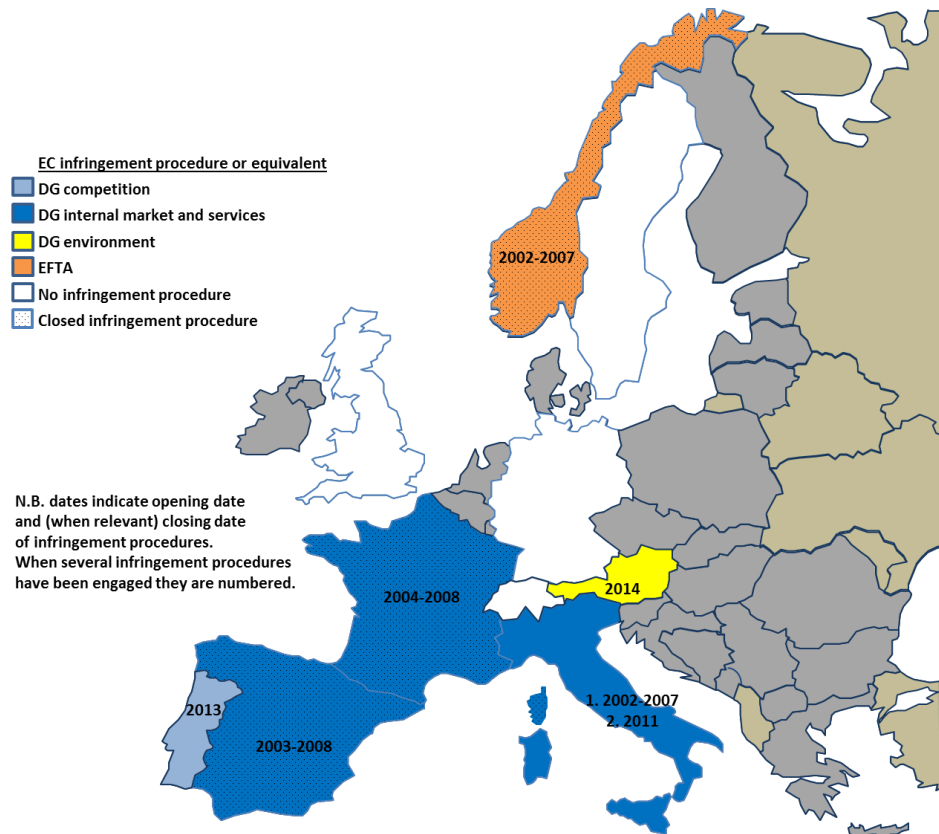 EC infringement procedure or equivalent
DG competition
DG internal market and services
DG environment
EFTA
No infringement procedure
Closed infringement procedure
N.B. dates indicate opening date
and (when relevant) closing date
of infringement procedures.
When several infringement procedures
have been engaged they are numbered.
2002-2007
2014
2004-2008
1. 2002-2007
2. 2011
2013
2003-2008